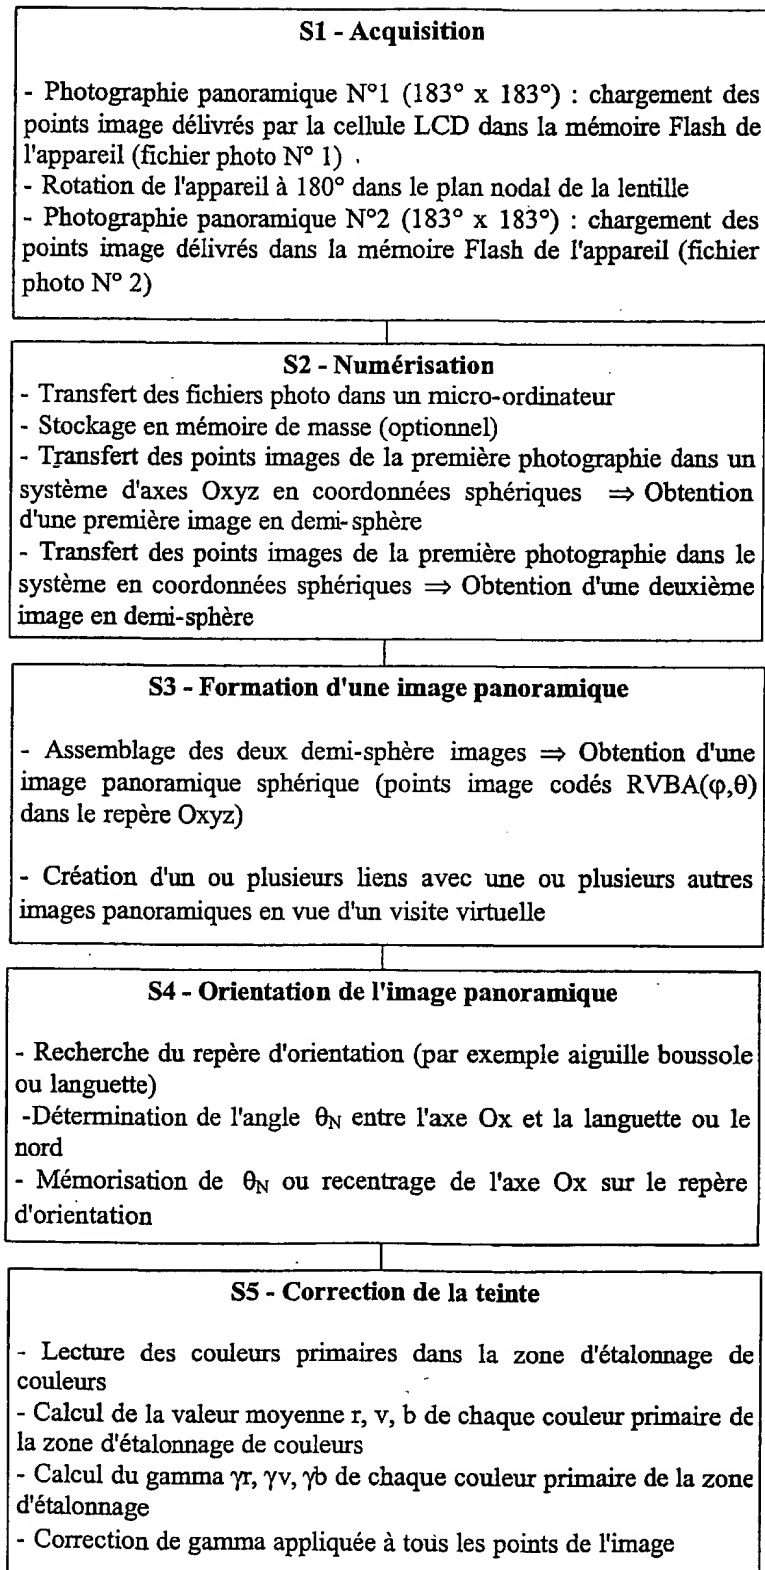 S1 - Acquisition
- Photographie panoramique N°1 (183° x 183°) : chargement des
points image délivrés par la cellule LCD dans la mémoire Flash de
l'appareil (fichier photo N° 1) .
- Rotation de l'appareil à 180° dans le plan nodal de la lentille
- Photographie panoramique N°2 (183° x 183°) : chargement des
points image délivrés dans la mémoire Flash de l'appareil (fichier
photo N° 2)
S2 - Numérisation
- Transfert des fichiers photo dans un micro-ordinateur
- Stockage en mémoire de masse (optionnel)
- Transfert des points images de la première photographie dans un
système d'axes Oxyz en coordonnées sphériques ⇒ Obtention
d'une première image en demi-sphère
- Transfert des points images de la première photographie dans le
système en coordonnées sphériques ⇒ Obtention d'une deuxième
image en demi-sphère
S3 - Formation d'une image panoramique
- Assemblage des deux demi-sphère images ⇒ Obtention d'une
image panoramique sphérique (points image codés RVBA(φ,θ)
dans le repère Oxyz)
- Création d'un ou plusieurs liens avec une ou plusieurs autres
images panoramiques en vue d'un visite virtuelle
S4 - Orientation de l'image panoramique
- Recherche du repère d'orientation (par exemple aiguille boussole
ou languette)
-Détermination de l'angle θN entre l'axe Ox et la languette ou le
nord
- Mémorisation de θN ou recentrage de l'axe Ox sur le repère
d'orientation
S5 - Correction de la teinte
- Lecture des couleurs primaires dans la zone d'étalonnage de
couleurs
- Calcul de la valeur moyenne r, v, b de chaque couleur primaire de
la zone d'étalonnage de couleurs
- Calcul du gamma γr, γv, γb de chaque couleur primaire de la zone
d'étalonnage
- Correction de gamma appliquée à tous les points de l'image